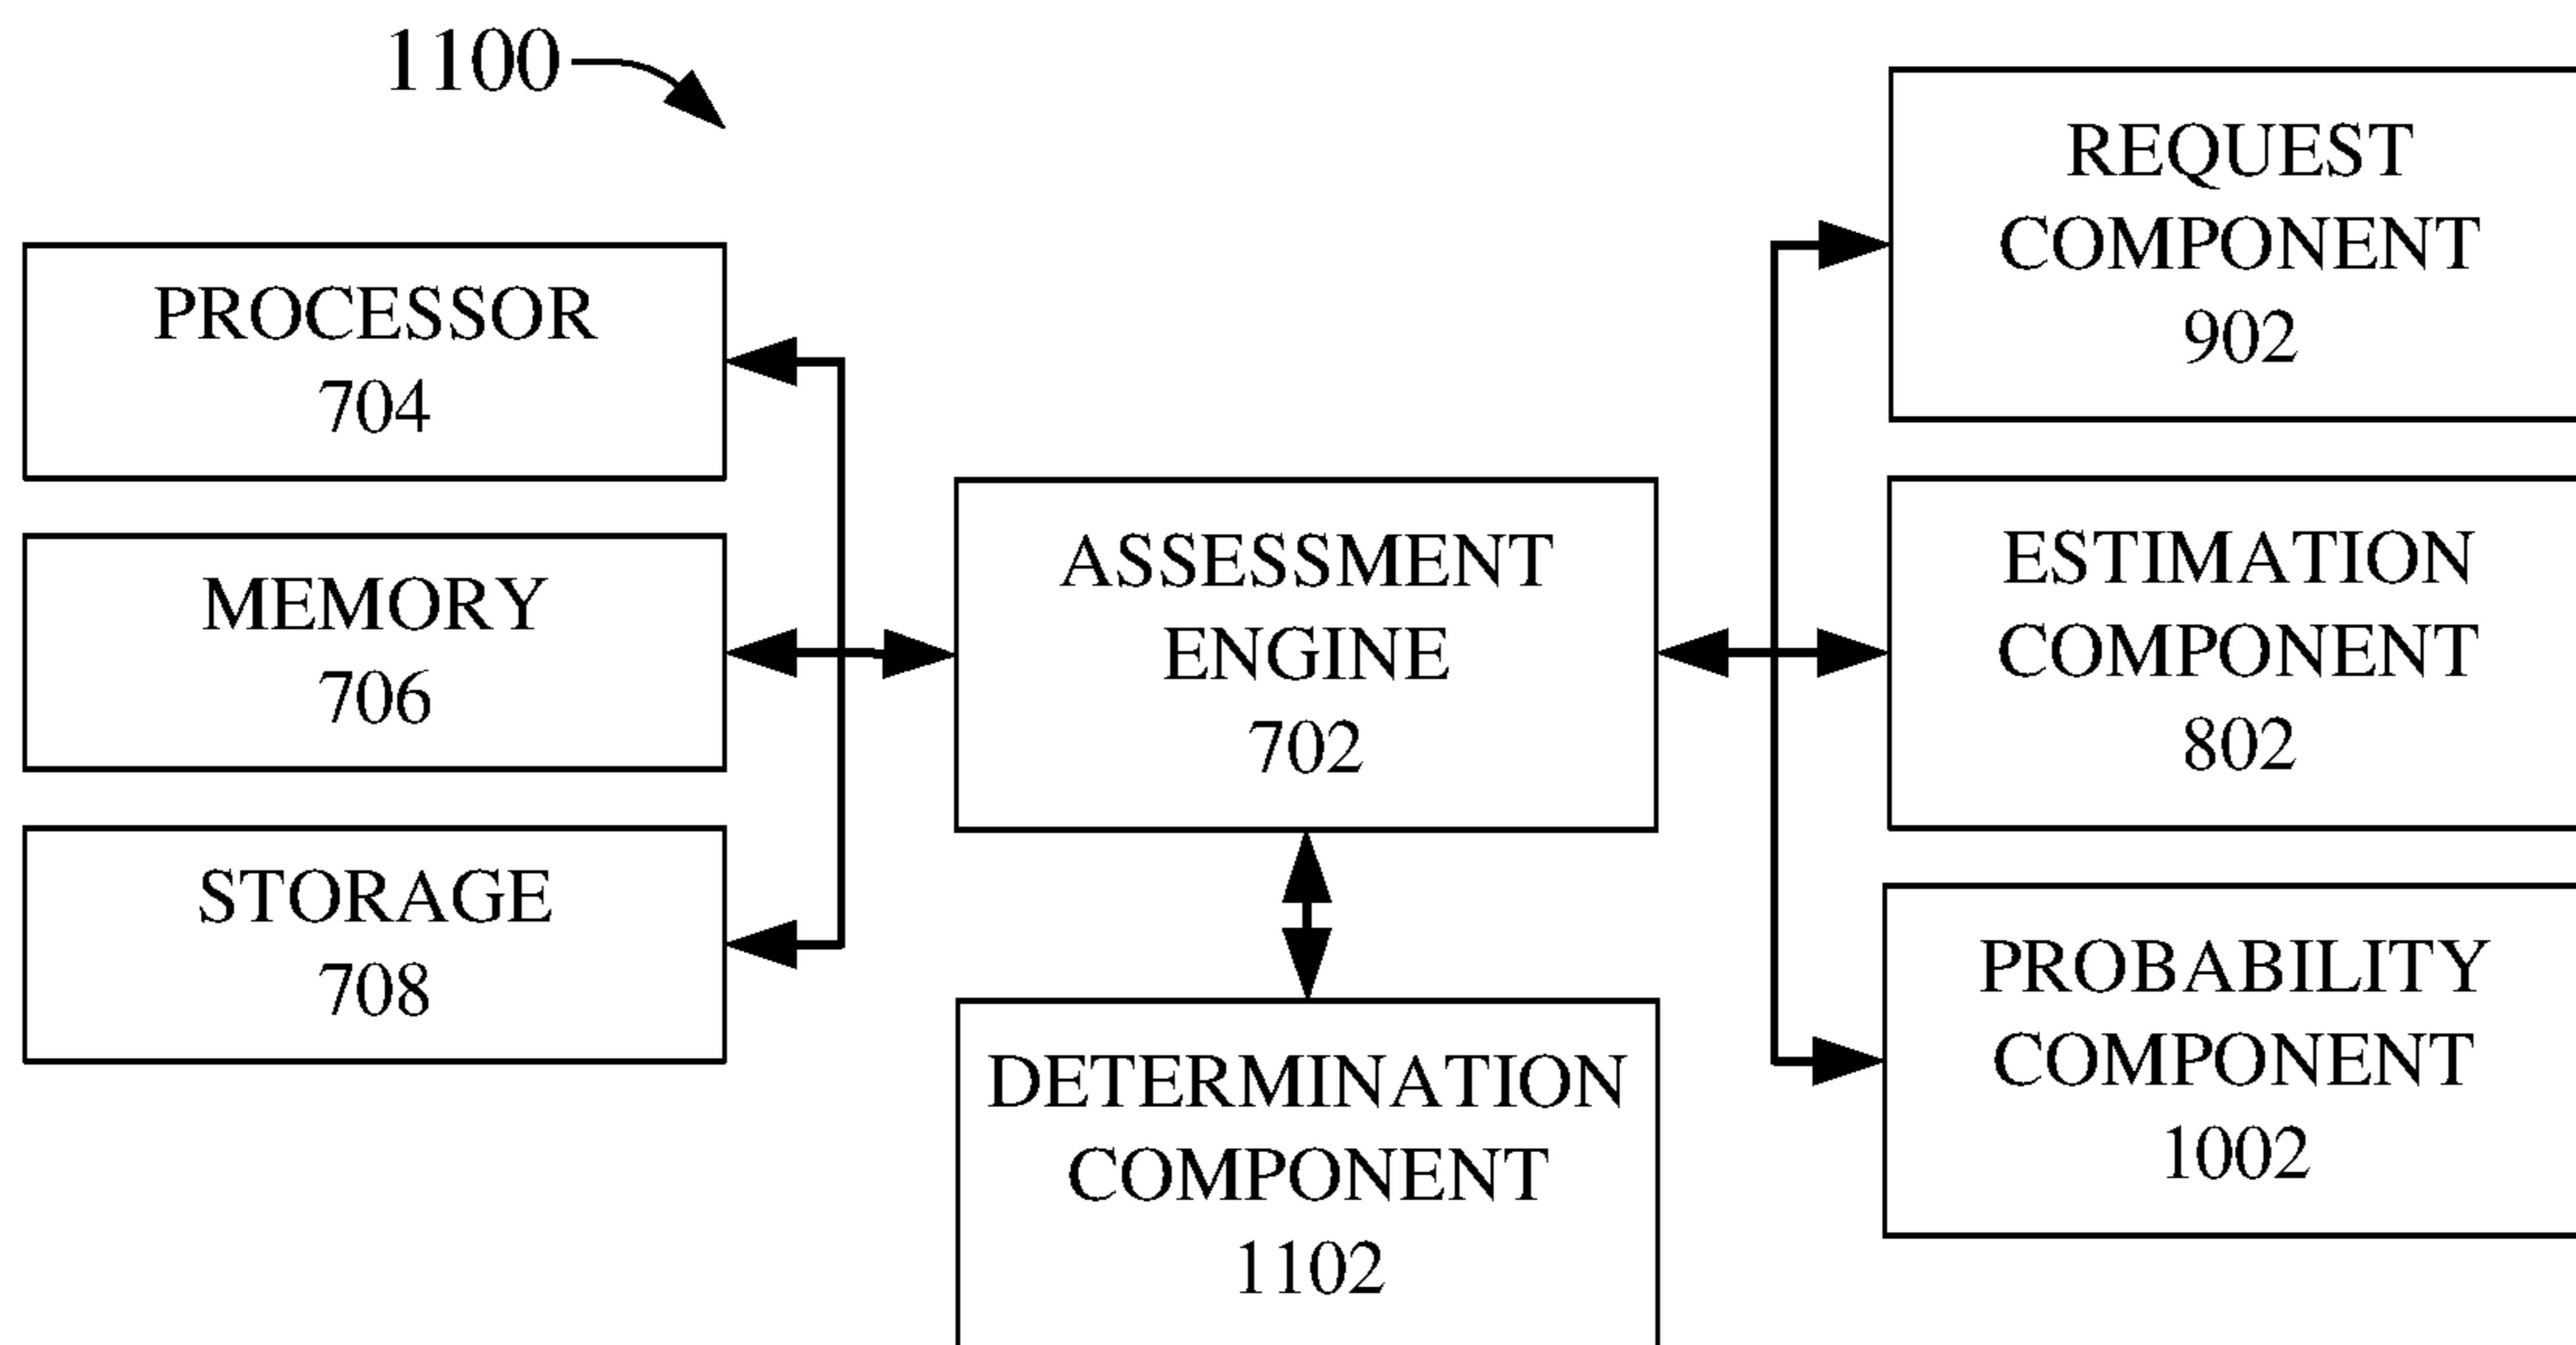 1100
PROCESSOR
704
MEMORY
706
STORAGE
708
ASSESSMENT
ENGINE
702
DETERMINATION
COMPONENT
1102
REQUEST
COMPONENT
902
ESTIMATION
COMPONENT
802
PROBABILITY
COMPONENT
1002